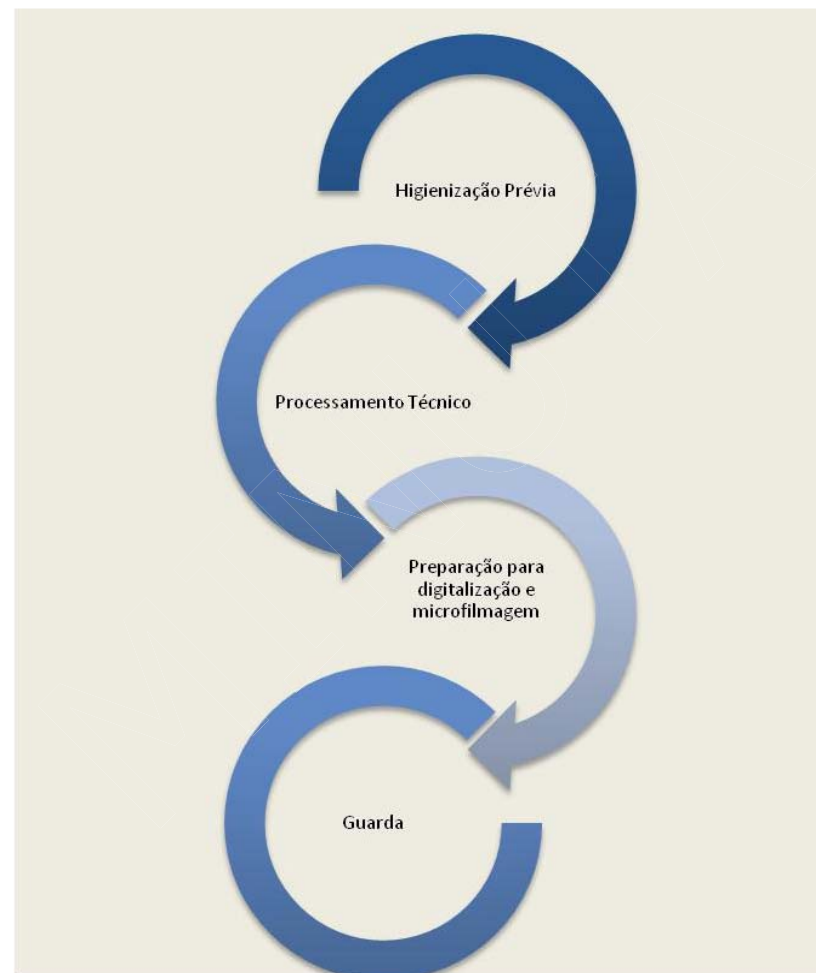 Higienização Prévia
Processamento Técnico
Preparação para
digitalização e
microfilmagem
Guarda